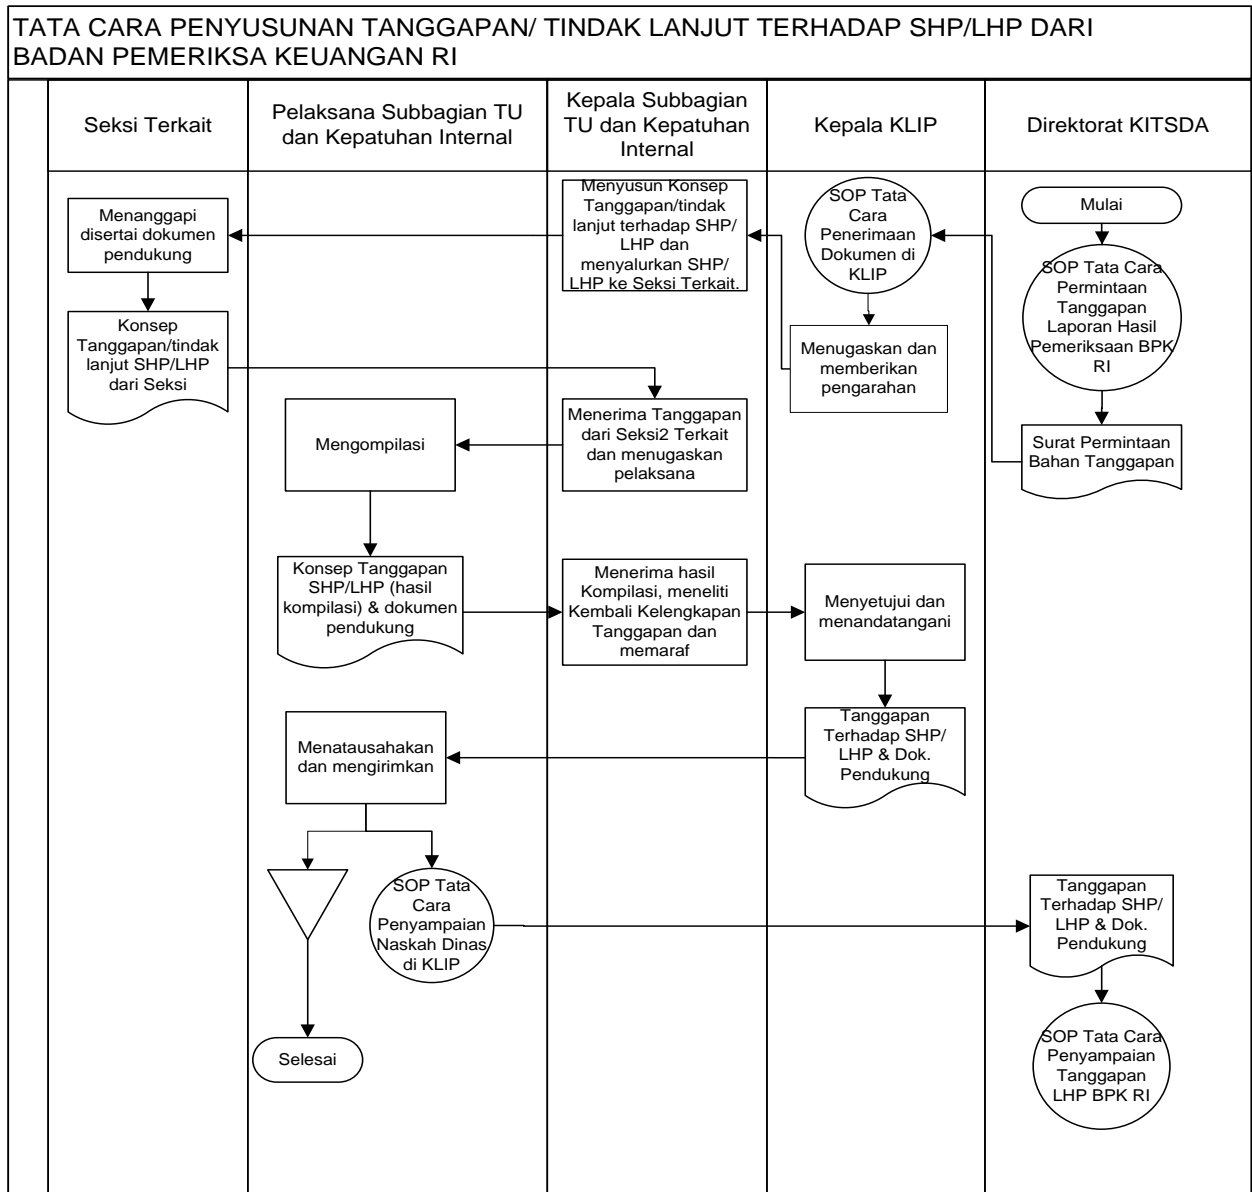 TATA CARA PENYUSUNAN TANGGAPAN/ TINDAK LANJUT TERHADAP SHP/LHP DARI
BADAN PEMERIKSA KEUANGAN RI
Seksi Terkait
Pelaksana Subbagian TU
dan Kepatuhan Internal
Kepala Subbagian
TU dan Kepatuhan
Internal
Kepala KLIP
Direktorat KITSDA
Mulai
SOP Tata Cara
Permintaan
Tanggapan
Laporan Hasil
Pemeriksaan BPK
RI
Surat Permintaan
Bahan Tanggapan
SOP Tata
Cara
Penerimaan
Dokumen di
KLIP
Menugaskan dan
memberikan
pengarahan
Menyusun Konsep
Tanggapan/tindak
lanjut terhadap SHP/
LHP dan
menyalurkan SHP/
LHP ke Seksi Terkait.
Menanggapi
disertai dokumen
pendukung
Konsep
Tanggapan/tindak
lanjut SHP/LHP
dari Seksi
Menerima Tanggapan
dari Seksi2 Terkait
dan menugaskan
pelaksana
Mengompilasi
Konsep Tanggapan
SHP/LHP (hasil
kompilasi) & dokumen
pendukung
Menerima hasil
Kompilasi, meneliti
Kembali Kelengkapan
Tanggapan dan
memaraf
Menyetujui dan
menandatangani
Tanggapan
Terhadap SHP/
LHP & Dok.
Pendukung
Menatausahakan
dan mengirimkan
SOP Tata
Cara
Penyampaian
Naskah Dinas
di KLIP
Selesai
Tanggapan
Terhadap SHP/
LHP & Dok.
Pendukung
SOP Tata Cara
Penyampaian
Tanggapan
LHP BPK RI